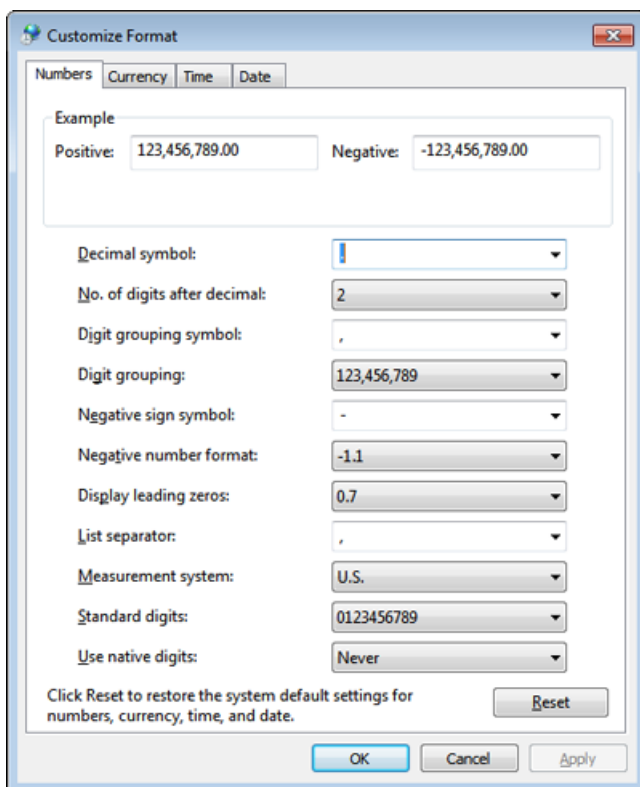 Customize Format
Numbers Currency Time Date
Example
Positive: 123,456,789.00 Negative: -123,456,789.00
Decimal symbol: .
No. of digits after decimal: 2
Digit grouping symbol: ,
Digit grouping: 123,456,789
Negative sign symbol: -
Negative number format: -1.1
Display leading zeros: 0.7
List separator: ,
Measurement system: U.S.
Standard digits: 0123456789
Use native digits: Never
Click Reset to restore the system default settings for
numbers, currency, time, and date.
Reset
OK Cancel Apply